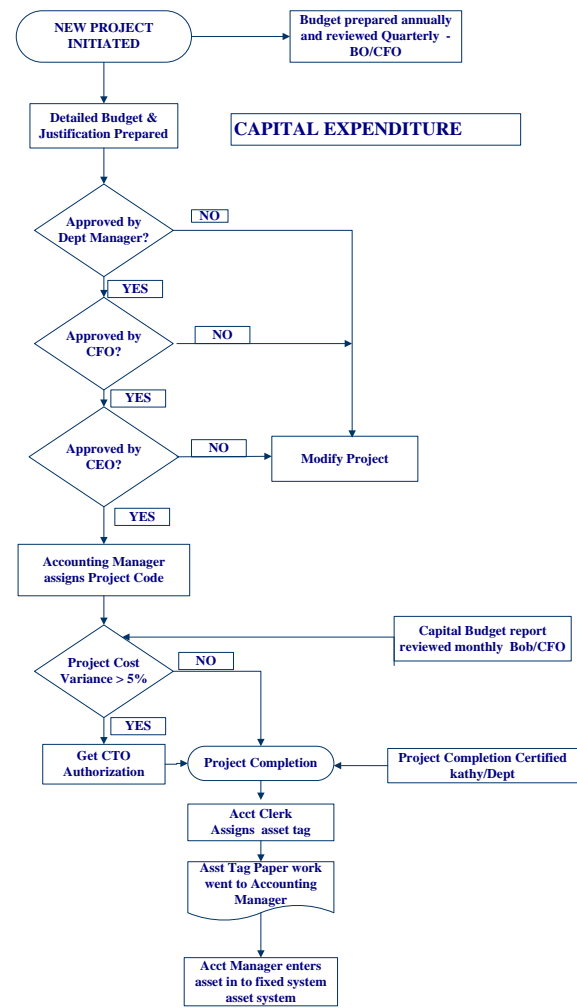 NEW PROJECT
INITIATED
Budget prepared annually
and reviewed Quarterly -
BO/CFO
Detailed Budget &
Justification Prepared
CAPITAL EXPENDITURE
Approved by
Dept Manager?
NO
YES
Approved by
CFO?
NO
YES
Approved by
CEO?
NO
Modify Project
YES
Accounting Manager
assigns Project Code
Capital Budget report
reviewed monthly Bob/CFO
Project Cost
Variance > 5%
NO
YES
Get CTO
Authorization
Project Completion
Project Completion Certified
kathy/Dept
Acct Clerk
Assigns asset tag
Asst Tag Paper work
went to Accounting
Manager
Acct Manager enters
asset in to fixed system
asset system